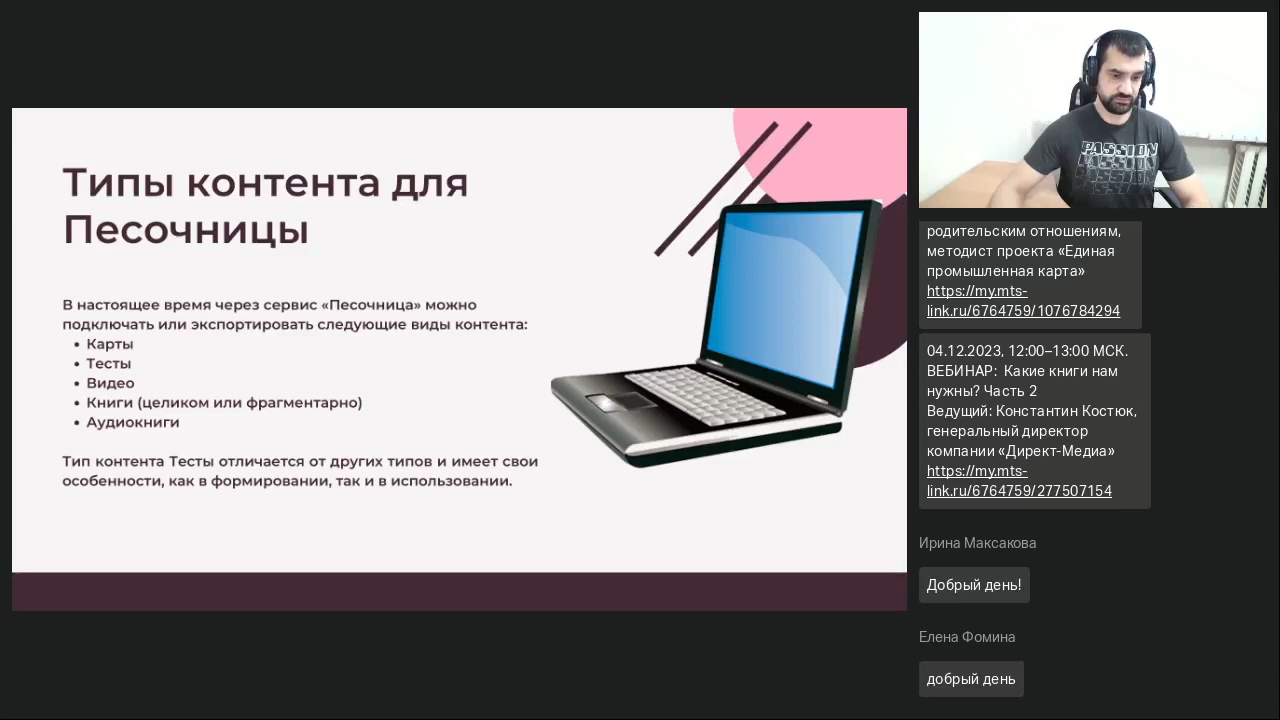 Типы контента для
Песочницы
В настоящее время через сервис «Песочница» можно
подключать или экспортировать следующие виды контента:
• Карты
• Тесты
• Видео
• Книги (целиком или фрагментарно)
• Аудиокниги
Тип контента Тесты отличается от других типов и имеет свои
особенности, как в формировании, так и в использовании.
PASSION
PASSION
PASSION
родительским отношениям,
методист проекта «Единая
промышленная карта»
https://my.mts-
link.ru/6764759/1076784294
04.12.2023, 12:00–13:00 МСК.
ВЕБИНАР: Какие книги нам
нужны? Часть 2
Ведущий: Константин Костюк,
генеральный директор
компании «Директ-Медиа»
https://my.mts-
link.ru/6764759/277507154
Ирина Максакова
Добрый день!
Елена Фомина
добрый день